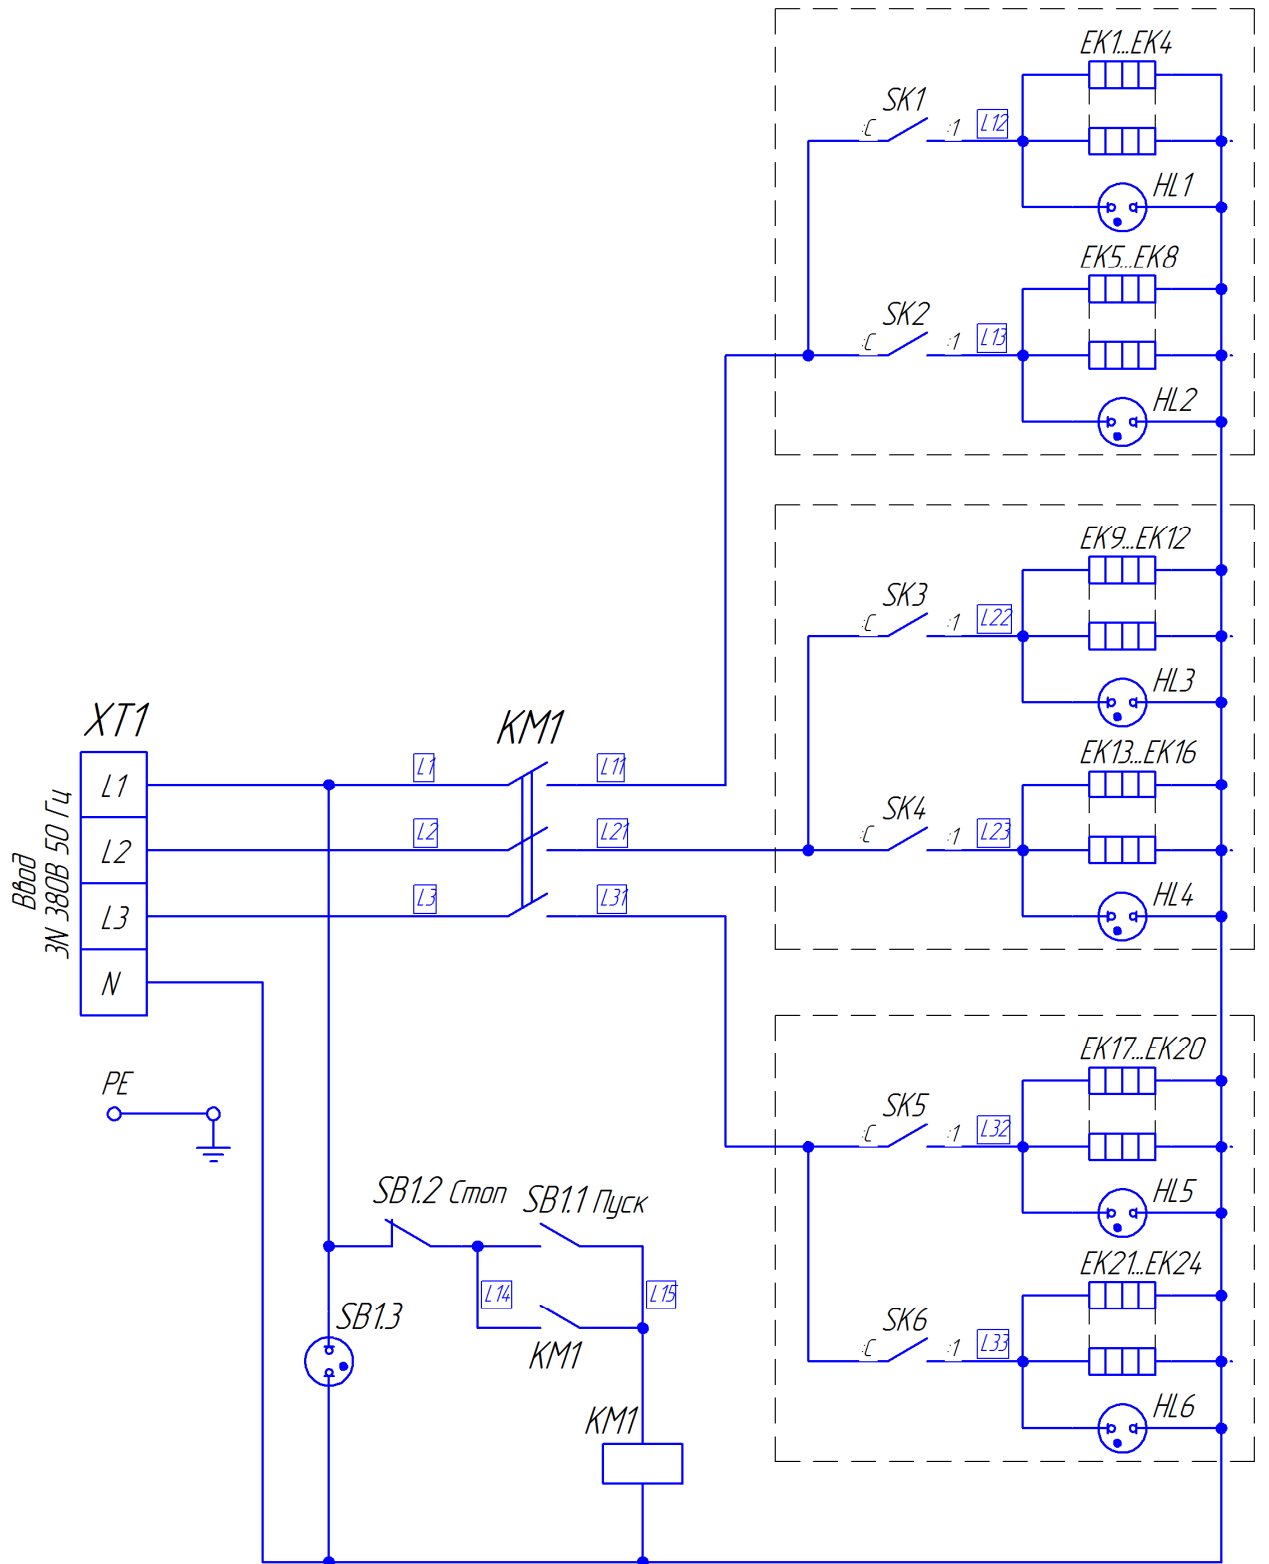 EK1...EK4
SK1
:C
:1
L12
HL1
EK5...EK8
SK2
:C
:1
L13
HL2
EK9...EK12
SK3
:C
:1
L22
HL3
EK13...EK16
SK4
:C
:1
L23
HL4
XT1
KM1
Ввод
3N 380В 50 Гц
L1
L2
L3
N
L1
L11
L2
L21
L3
L31
PE
EK17...EK20
SK5
:C
:1
L32
HL5
SB1.2 Стоп
SB1.1 Пуск
L14
L15
SB1.3
KM1
KM1
EK21...EK24
SK6
:C
:1
L33
HL6